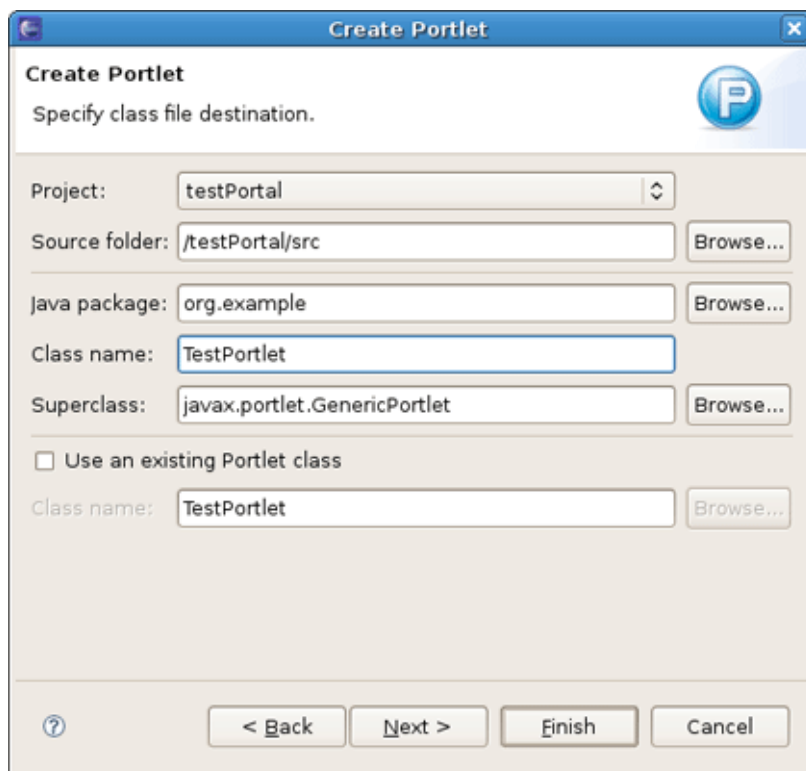 Create Portlet
Create Portlet
Specify class file destination.
P
Project: testPortal
Source folder: /testPortal/src Browse...
Java package: org.example Browse...
Class name: TestPortlet
Superclass: javax.portlet.GenericPortlet Browse...
Use an existing Portlet class
Class name: TestPortlet Browse...
? < Back Next > Finish Cancel